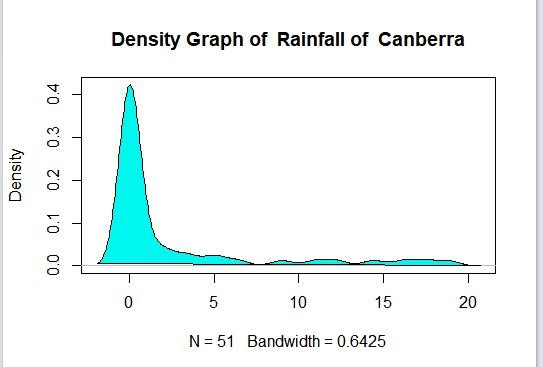 Density Graph of Rainfall of Canberra
Density
0.4
0.3
0.2
0.1
0.0
0 5 10 15 20
N = 51 Bandwidth = 0.6425